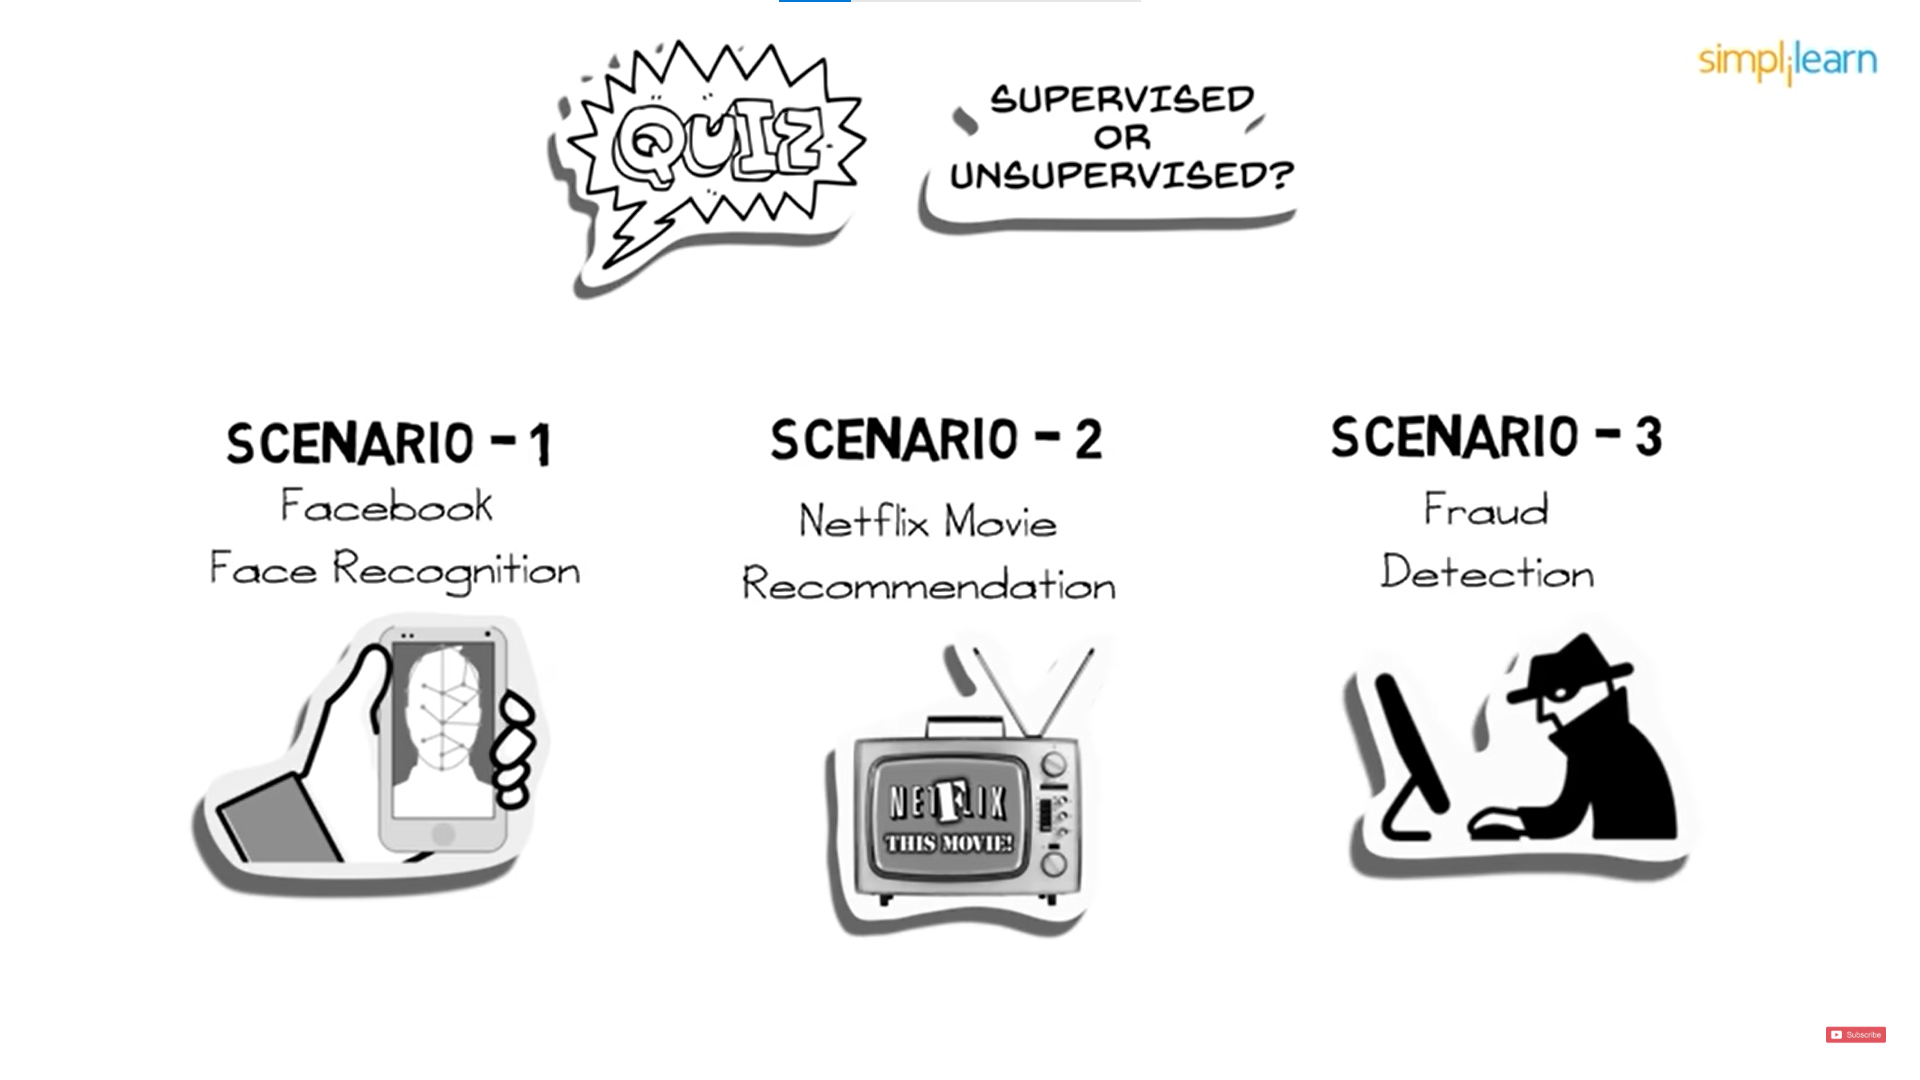 simplilearn
QUIZ
SUPERVISED
OR
UNSUPERVISED?
SCENARIO - 1
Facebook
Face Recognition
SCENARIO - 2
Netflix Movie
Recommendation
NETFLIX
THIS MOVIE!
SCENARIO - 3
Fraud
Detection
Subscribe